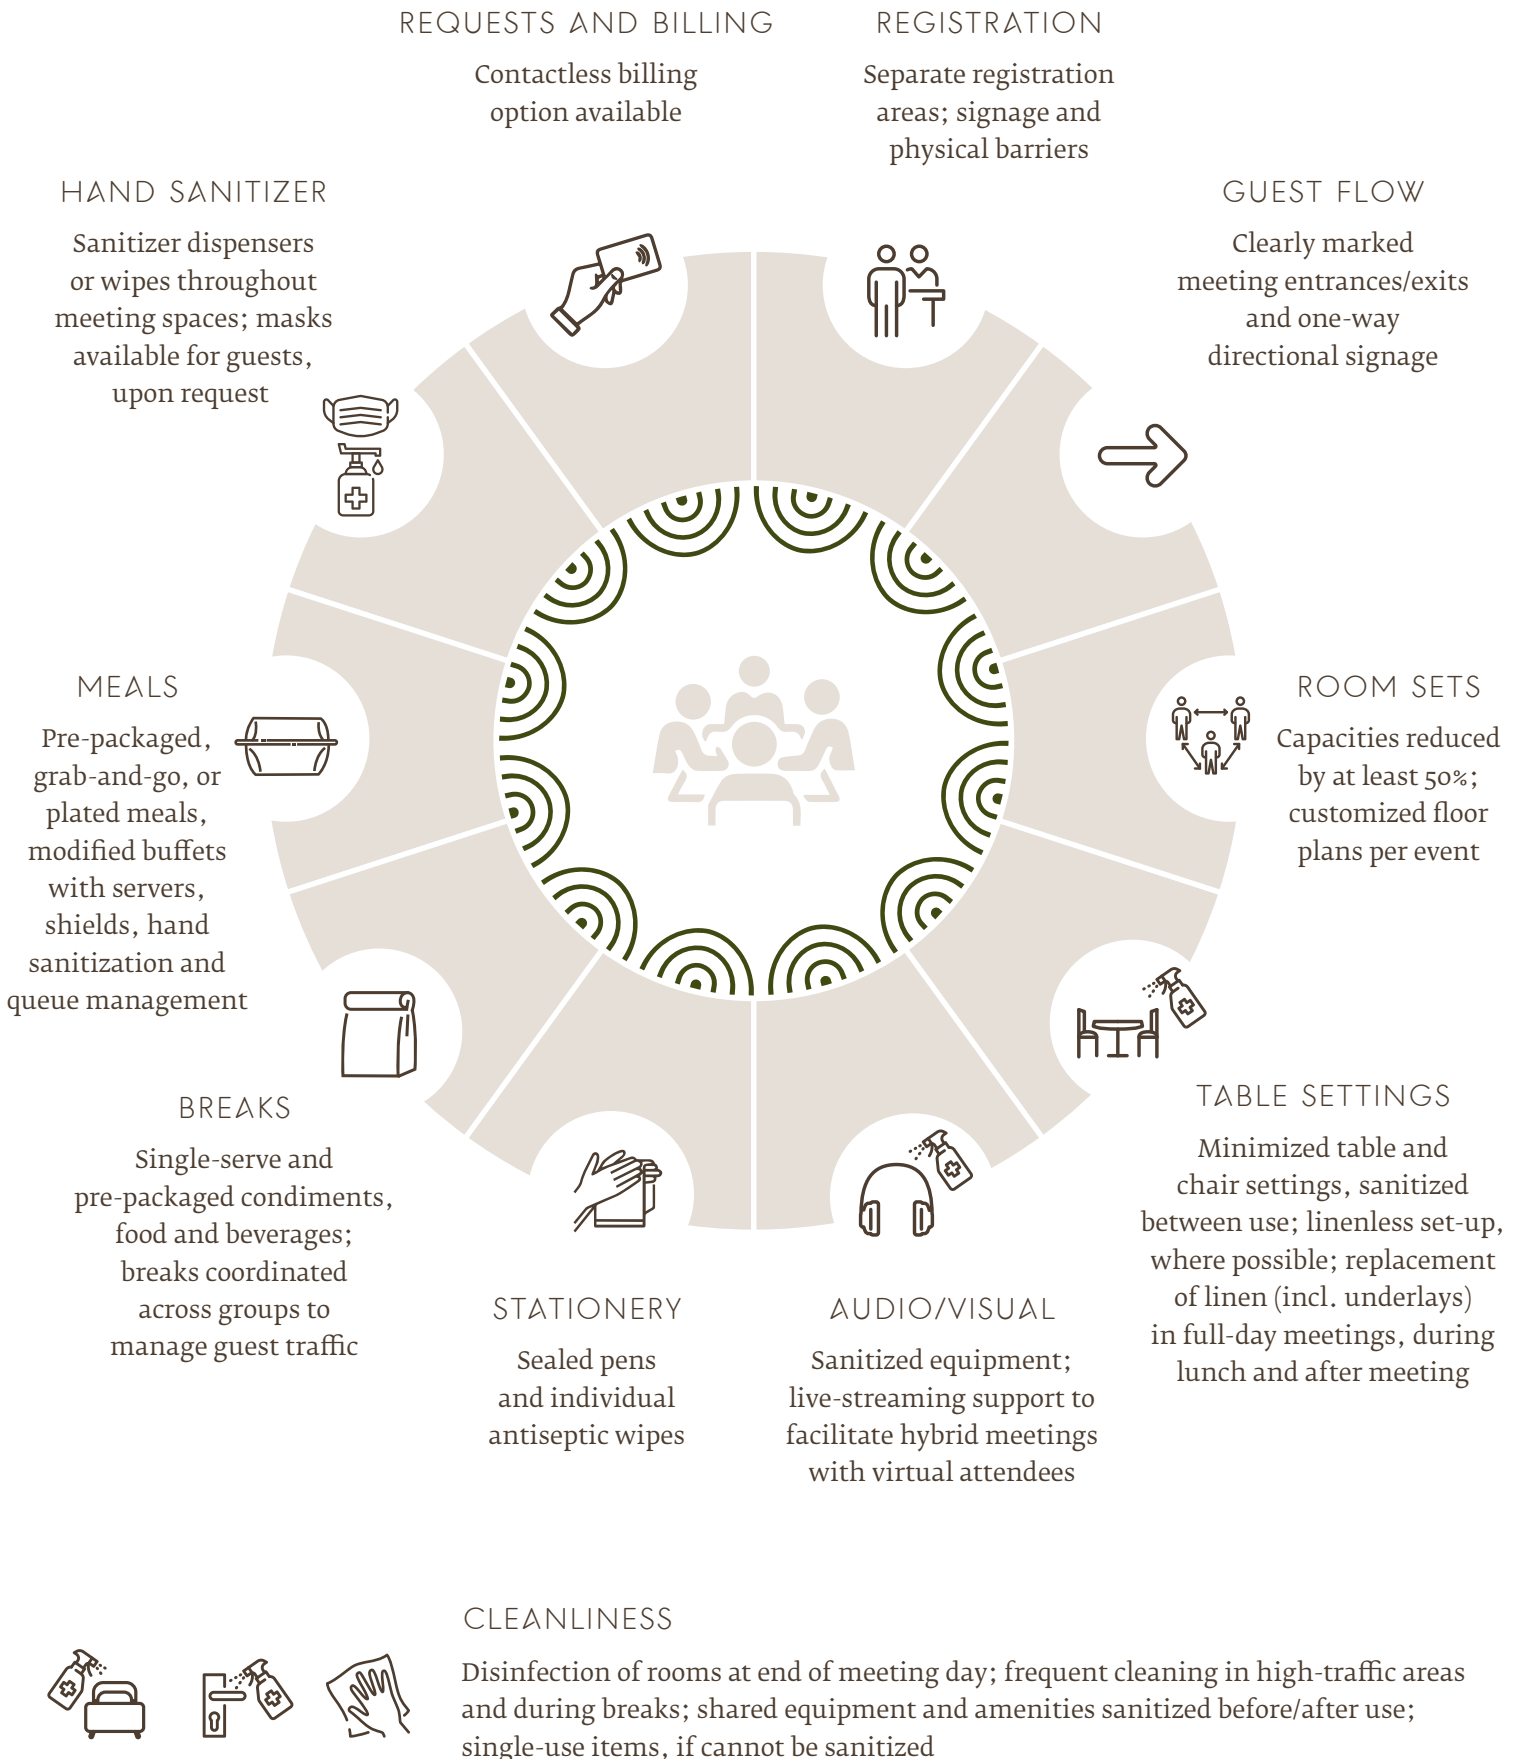 REQUESTS AND BILLING
Contactless billing
option available
REGISTRATION
Separate registration
areas; signage and
physical barriers
GUEST FLOW
Clearly marked
meeting entrances/exits
and one-way
directional signage
ROOM SETS
Capacities reduced
by at least 50%;
customized floor
plans per event
TABLE SETTINGS
Minimized table and
chair settings, sanitized
between use; linenless set-up,
where possible; replacement
of linen (incl. underlays)
in full-day meetings, during
lunch and after meeting
AUDIO/VISUAL
Sanitized equipment;
live-streaming support to
facilitate hybrid meetings
with virtual attendees
STATIONERY
Sealed pens
and individual
antiseptic wipes
BREAKS
Single-serve and
pre-packaged condiments,
food and beverages;
breaks coordinated
across groups to
manage guest traffic
MEALS
Pre-packaged,
grab-and-go, or
plated meals,
modified buffets
with servers,
shields, hand
sanitization and
queue management
HAND SANITIZER
Sanitizer dispensers
or wipes throughout
meeting spaces; masks
available for guests,
upon request
CLEANLINESS
Disinfection of rooms at end of meeting day; frequent cleaning in high-traffic areas
and during breaks; shared equipment and amenities sanitized before/after use;
single-use items, if cannot be sanitized